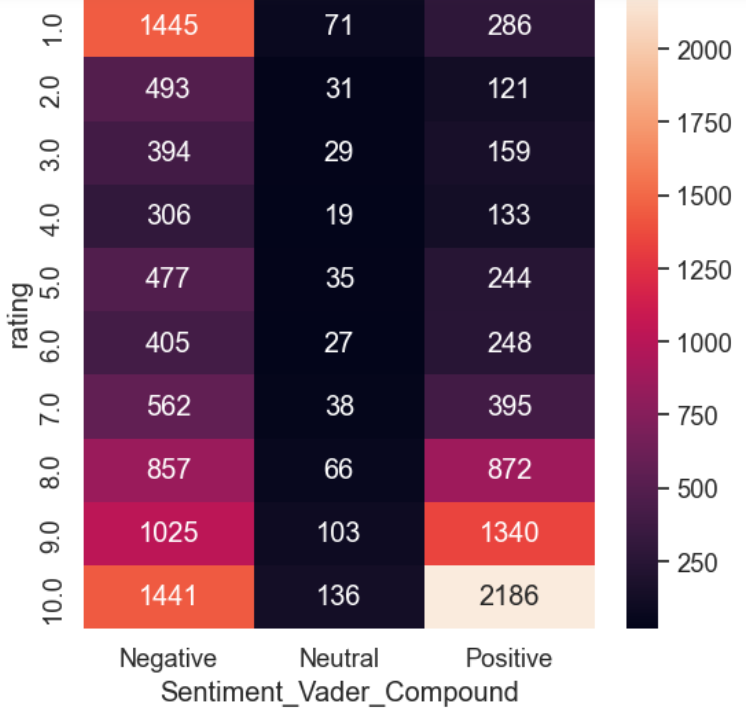 1.0 1445 71 286
2.0 493 31 121
3.0 394 29 159
4.0 306 19 133
5.0 477 35 244
6.0 405 27 248
7.0 562 38 395
8.0 857 66 872
9.0 1025 103 1340
10.0 1441 136 2186
rating
Negative Neutral Positive
Sentiment_Vader_Compound
2000
1750
1500
1250
1000
750
500
250